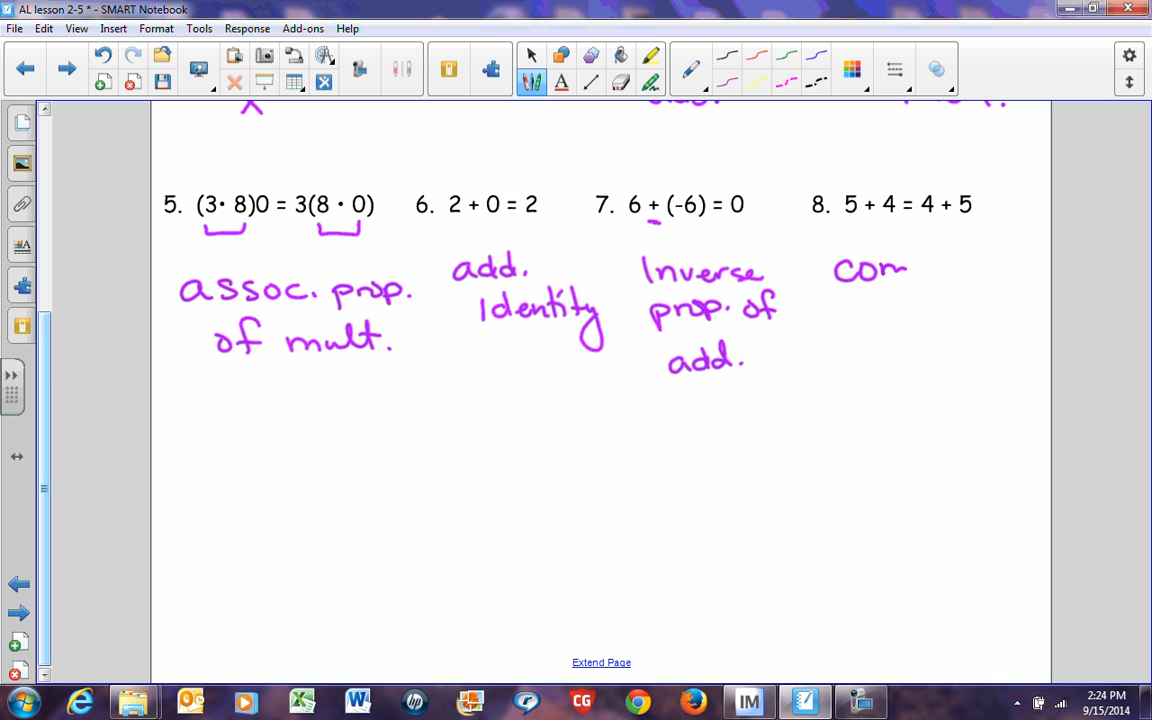 AL lesson 2-5 * - SMART Notebook
File Edit View Insert Format Tools Response Add-ons Help
5. (3 · 8)0 = 3(8 · 0) 6. 2 + 0 = 2 7. 6 + (-6) = 0 8. 5 + 4 = 4 + 5
assoc. prop.
of mult.
add.
Identity
Inverse
prop. of
add.
com
Extend Page
CG
IM
2:24 PM
9/15/2014